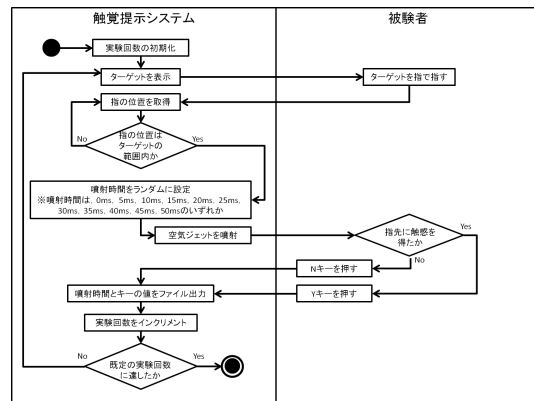 触覚提示システム
被験者
実験回数の初期化
ターゲットを表示
ターゲットを指で指す
指の位置を取得
指の位置は
ターゲットの
範囲内か
No
Yes
噴射時間をランダムに設定
※噴射時間は，0ms，5ms，10ms，15ms，20ms，25ms，
30ms，35ms，40ms，45ms，50msのいずれか
空気ジェットを噴射
指先に触感を
得たか
Yes
No
Nキーを押す
噴射時間とキーの値をファイル出力
Yキーを押す
実験回数をインクリメント
No
Yes
既定の実験回数
に達したか